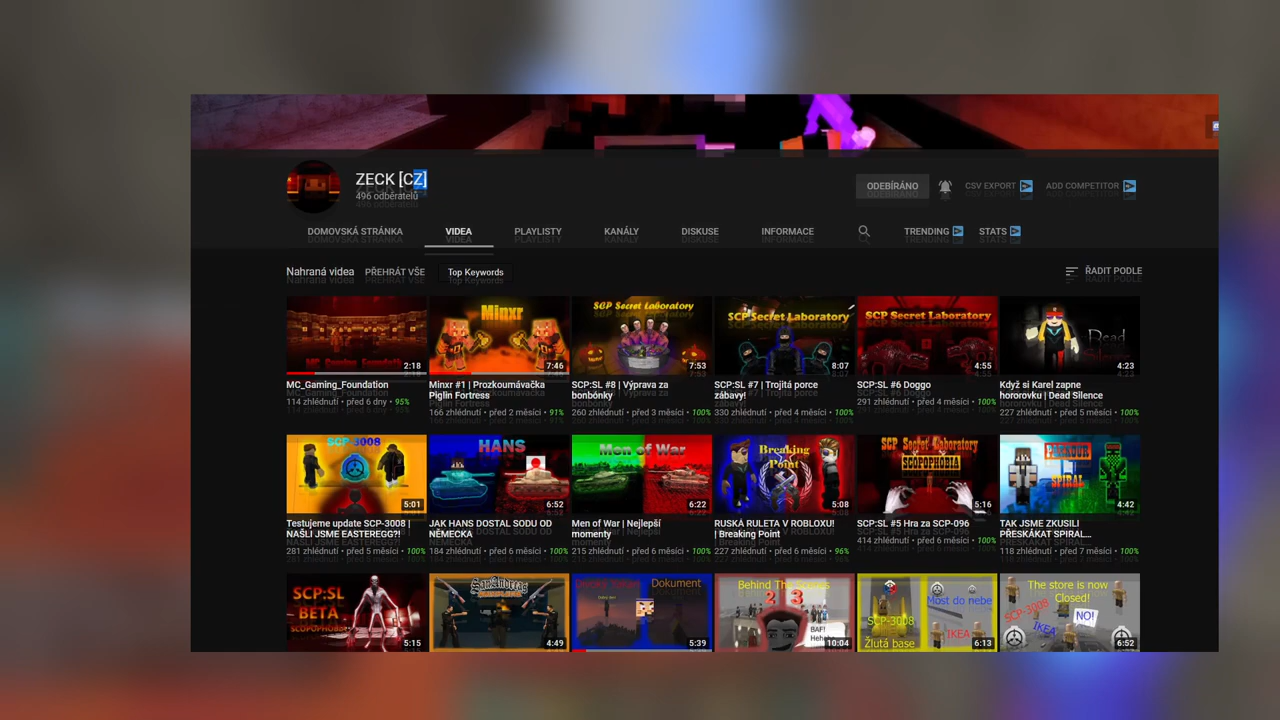 ZECK [CZ]
496 odběratelů
ODEBÍRÁNO
CSV EXPORT
ADD COMPETITOR
DOMOVSKÁ STRÁNKA
VIDEA
PLAYLISTY
KANÁLY
DISKUSE
INFORMACE
TRENDING
STATS
Nahraná videa
PŘEHRÁT VŠE
Top Keywords
ŘADIT PODLE
2:18
Minxr
7:46
SCP Secret Laboratory
7:53
SCP Secret Laboratory
8:07
SCP Secret Laboratory
4:55
Dead
4:23
MC_Gaming_Foundation
114 zhlédnutí • před 6 dny • 95%
Minxr #1 | Prozkoumávačka
Piglin Fortress
166 zhlédnutí • před 2 měsíci • 91%
SCP:SL #8 | Výprava za
bonbónky
260 zhlédnutí • před 3 měsíci • 100%
SCP:SL #7 | Trojitá porce
zábavy!
330 zhlédnutí • před 4 měsíci • 100%
SCP:SL #6 Doggo
291 zhlédnutí • před 4 měsíci • 100%
Když si Karel zapne
hororovku | Dead Silence
227 zhlédnutí • před 5 měsíci • 100%
SCP 3008
5:01
HANS
6:52
Men of War
6:22
Breaking
Point
5:08
SCP Secret Laboratory
SCOPOPHOBIA
5:16
PARKOUR
SPIRAL
4:42
Testujeme update SCP-3008 |
NAŠLI JSME EASTEREGG?!
281 zhlédnutí • před 5 měsíci • 100%
JAK HANS DOSTAL SODU OD
NĚMECKA
184 zhlédnutí • před 6 měsíci • 100%
Men of War | Nejlepší
momenty
215 zhlédnutí • před 6 měsíci • 100%
RUSKÁ RULETA V ROBLOXU!
| Breaking Point
227 zhlédnutí • před 6 měsíci • 96%
SCP:SL #5 Hra za SCP-096
414 zhlédnutí • před 6 měsíci • 100%
TAK JSME ZKUSILI
PŘESKÁKAT SPIRAL...
118 zhlédnutí • před 7 měsíci • 100%
SCP:SL
BETA
SCOPOPHOBIA
5:15
SanAndreas
4:49
Dokument
5:39
Behind The Scenes
2 3
BAF!
10:04
Most do nebe
SCP-3008
IKEA
Žlutá base
6:13
The store is now
Closed!
SCP-3008
NO!
IKEA
6:52